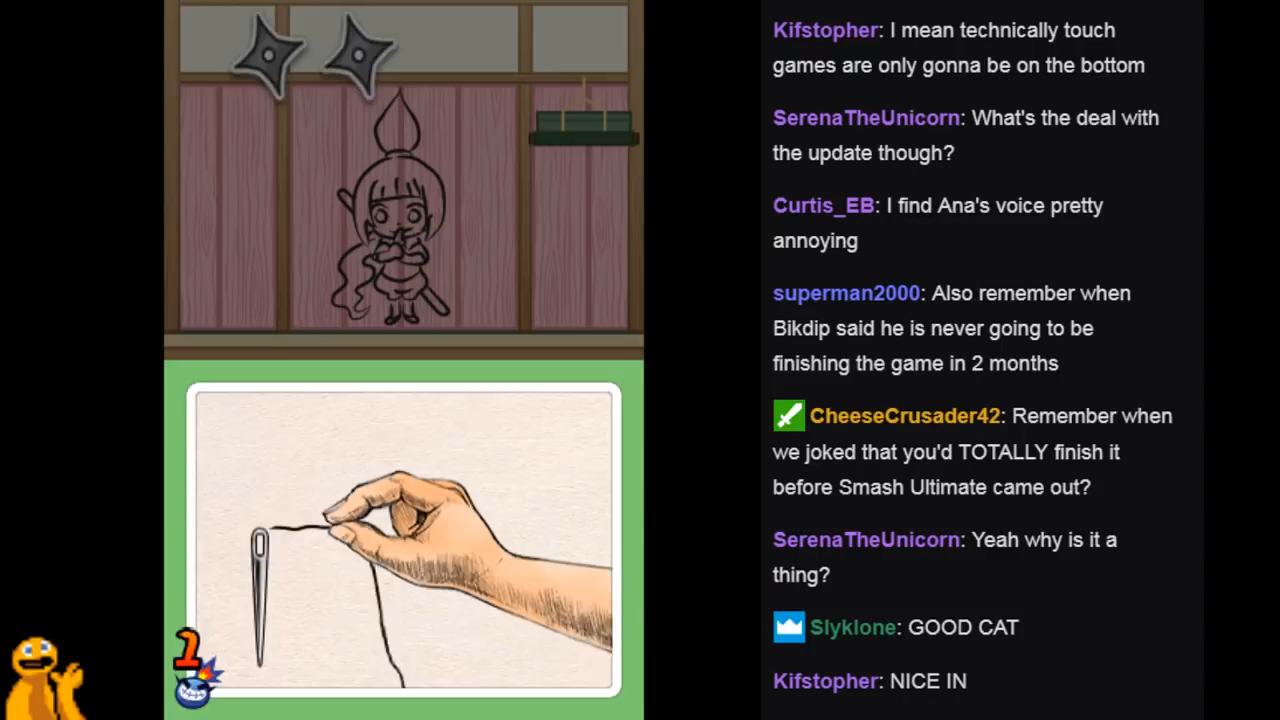 Kifstopher: I mean technically touch
games are only gonna be on the bottom
SerenaTheUnicorn: What's the deal with
the update though?
Curtis_EB: I find Ana's voice pretty
annoying
superman2000: Also remember when
Bikdip said he is never going to be
finishing the game in 2 months
CheeseCrusader42: Remember when
we joked that you'd TOTALLY finish it
before Smash Ultimate came out?
SerenaTheUnicorn: Yeah why is it a
thing?
Slyklone: GOOD CAT
Kifstopher: NICE IN
1